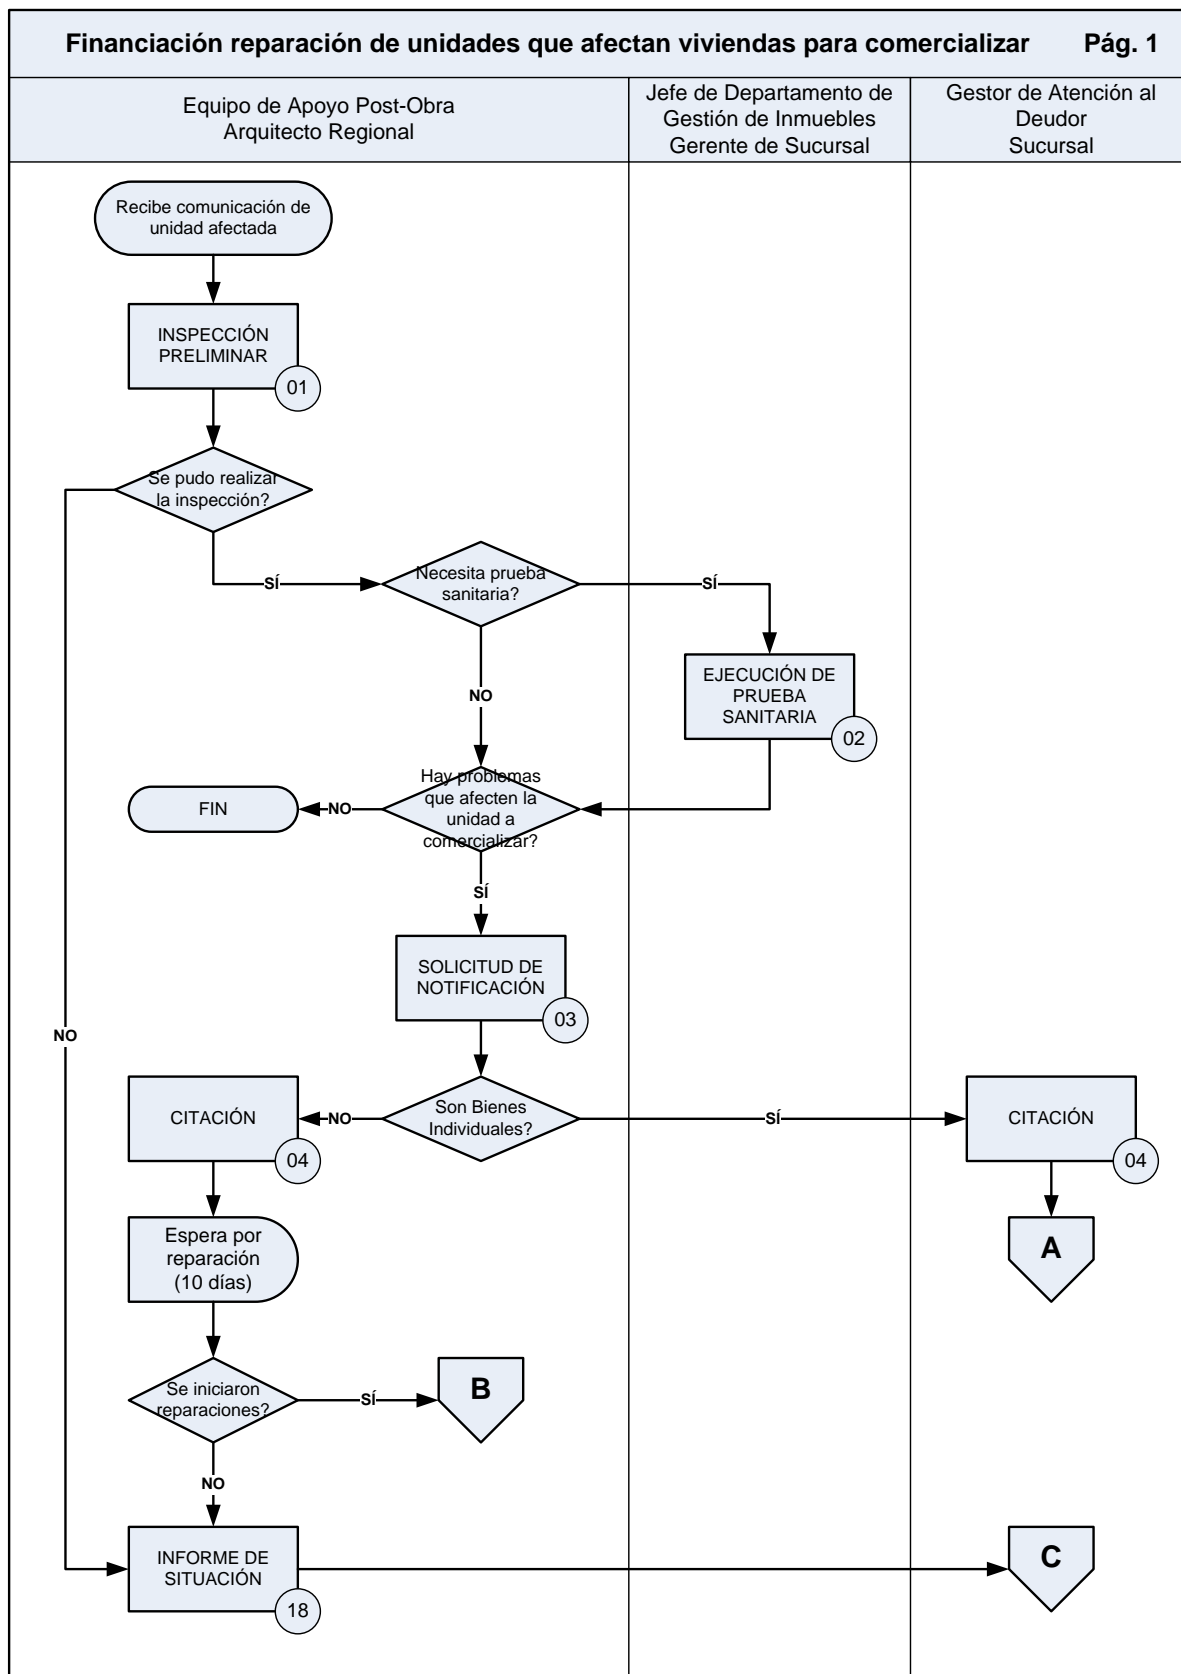 Financiación reparación de unidades que afectan viviendas para comercializar Pág. 1
Equipo de Apoyo Post-Obra
Arquitecto Regional
Jefe de Departamento de
Gestión de Inmuebles
Gerente de Sucursal
Gestor de Atención al
Deudor
Sucursal
Recibe comunicación de
unidad afectada
INSPECCIÓN
PRELIMINAR
01
Se pudo realizar
la inspección?
SÍ
Necesita prueba
sanitaria?
SÍ
EJECUCIÓN DE
PRUEBA
SANITARIA
02
NO
Hay problemas
que afecten la
unidad a
comercializar?
NO
FIN
SÍ
SOLICITUD DE
NOTIFICACIÓN
03
NO
Son Bienes
Individuales?
NO
CITACIÓN
04
SÍ
CITACIÓN
04
A
Espera por
reparación
(10 días)
Se iniciaron
reparaciones?
SÍ
B
NO
INFORME DE
SITUACIÓN
18
C